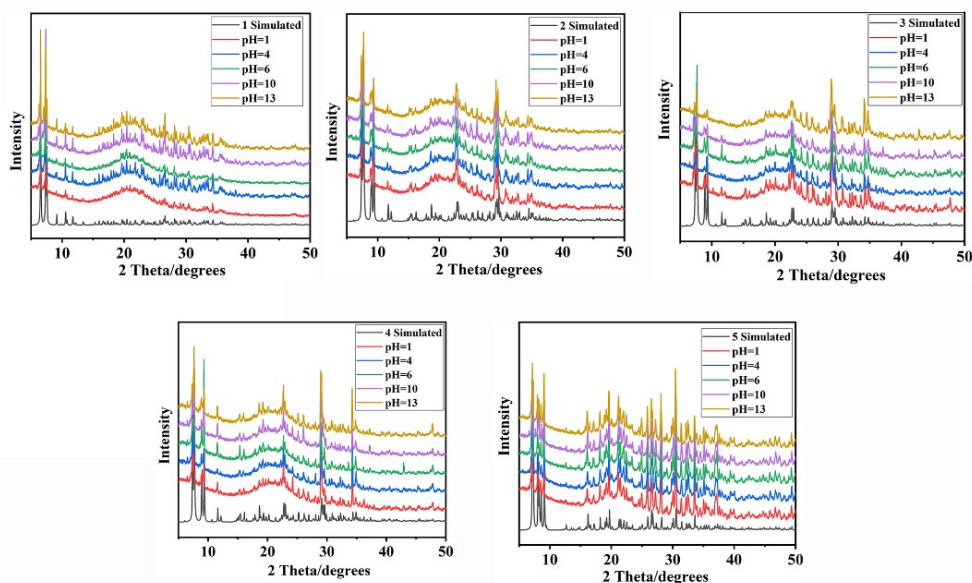 1 Simulated
pH=1
pH=4
pH=6
pH=10
pH=13
Intensity
10 20 30 40 50
2 Theta/degrees
2 Simulated
pH=1
pH=4
pH=6
pH=10
pH=13
Intensity
10 20 30 40 50
2 Theta/degrees
3 Simulated
pH=1
pH=4
pH=6
pH=10
pH=13
Intensity
10 20 30 40 50
2 Theta/degrees
4 Simulated
pH=1
pH=4
pH=6
pH=10
pH=13
Intensity
10 20 30 40 50
2 Theta/degrees
5 Simulated
pH=1
pH=4
pH=6
pH=10
pH=13
Intensity
10 20 30 40 50
2 Theta/degrees